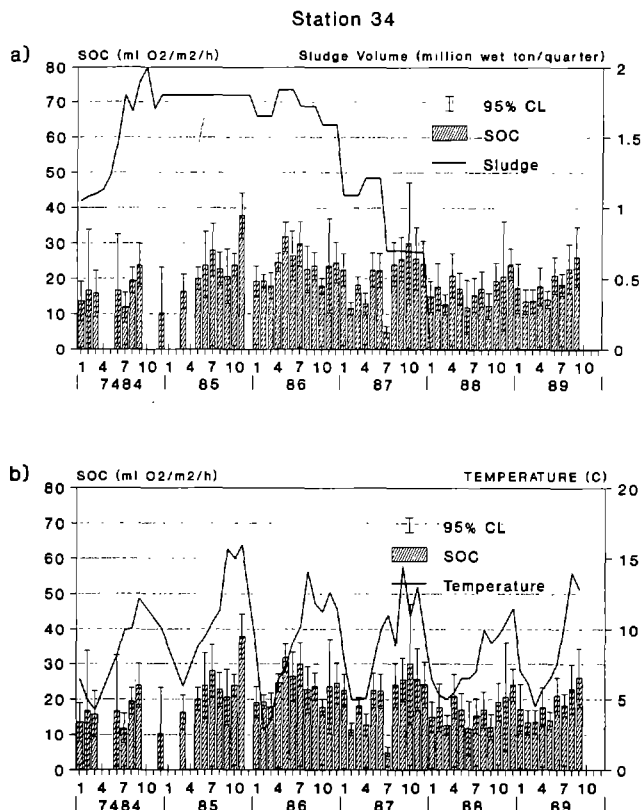 Station 34
a)
SOC (ml O2/m2/h) Sludge Volume (million wet ton/quarter)
80 2
70
60 1.5
50
40 1
30
20 0.5
10
0 0
95% CL
SOC
Sludge
1 4 7 10 1 4 7 10 1 4 7 10 1 4 7 10 1 4 7 10 1 4 7 10
7484 85 86 87 88 89
b)
SOC (ml O2/m2/h) TEMPERATURE (C)
80 20
70
60 15
50
40 10
30
20 5
10
0 0
95% CL
SOC
Temperature
1 4 7 10 1 4 7 10 1 4 7 10 1 4 7 10 1 4 7 10 1 4 7 10
7484 85 86 87 88 89